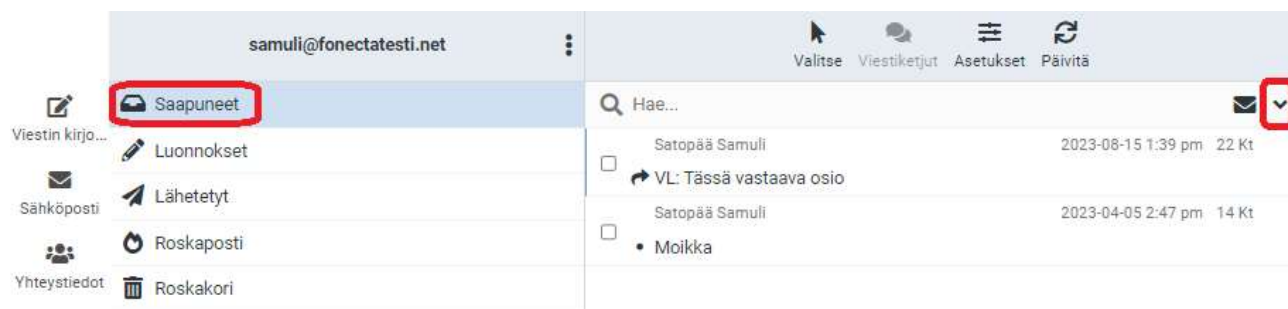 samuli@fonectatesti.net
Valitse Viestiketjut Asetukset Päivitä
Viestin kirjo...
Sähköposti
Yhteystiedot
Saapuneet
Luonnokset
Lähetetyt
Roskaposti
Roskakori
Hae...
Satopää Samuli 2023-08-15 1:39 pm 22 Kt
VL: Tässä vastaava osio
Satopää Samuli 2023-04-05 2:47 pm 14 Kt
Moikka